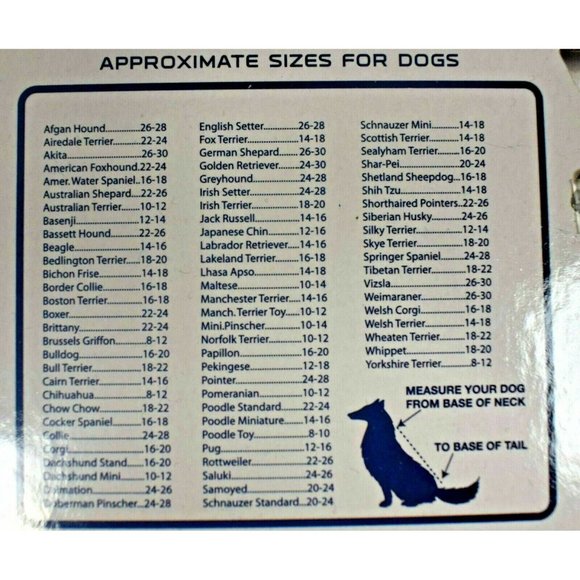 APPROXIMATE SIZES FOR DOGS
Afgan Hound...............26-28
Airedale Terrier.........22-24
Akita..........................26-30
American Foxhound.22-24
Amer. Water Spaniel..16-18
Australian Shepard...22-26
Australian Terrier.......10-12
Basenji.......................12-14
Bassett Hound..........22-26
Beagle.......................14-16
Bedlington Terrier.....18-20
Bichon Frise..............14-18
Border Collie.............16-18
Boston Terrier............16-18
Boxer.........................22-24
Brittany......................22-24
Brussels Griffon.........8-12
Bulldog......................16-20
Bull Terrier.................18-22
Cairn Terrier..............14-16
Chihuahua.................8-12
Chow Chow..............18-22
Cocker Spaniel..........16-18
Collie.........................24-28
Corgi.........................16-20
Dachshund Stand.....16-20
Dachshund Mini........10-12
Dalmation..................24-26
Doberman Pinscher...24-28
English Setter.............26-28
Fox Terrier.................14-18
German Shepard.......26-30
Golden Retriever.......24-30
Greyhound................24-28
Irish Setter.................24-28
Irish Terrier................18-20
Jack Russell..............14-16
Japanese Chin...........12-16
Labrador Retriever.....14-16
Lakeland Terrier.........16-18
Lhasa Apso...............14-18
Maltese.....................10-14
Manchester Terrier.....14-16
Manch. Terrier Toy.....10-12
Mini.Pinscher.............10-14
Norfolk Terrier............10-12
Papillon.....................16-20
Pekingese..................12-18
Pointer.......................24-28
Pomeranian...............10-12
Poodle Standard........22-24
Poodle Miniature........14-16
Poodle Toy................8-10
Pug...........................12-16
Rottweiler..................22-26
Saluki........................24-26
Samoyed...................20-24
Schnauzer Standard..20-24
Schnauzer Mini..........14-18
Scottish Terrier...........14-18
Sealyham Terrier........16-20
Shar-Pei....................20-24
Shetland Sheepdog...16-18
Shih Tzu....................14-18
Shorthaired Pointers..22-26
Siberian Husky...........24-26
Silky Terrier................12-14
Skye Terrier...............18-20
Springer Spaniel.........24-28
Tibetan Terrier............18-22
Vizsla........................26-30
Weimaraner...............26-30
Welsh Corgi...............16-18
Welsh Terrier.............14-18
Wheaten Terrier.........18-22
Whippet.....................18-20
Yorkshire Terrier.........8-12
MEASURE YOUR DOG
FROM BASE OF NECK
TO BASE OF TAIL